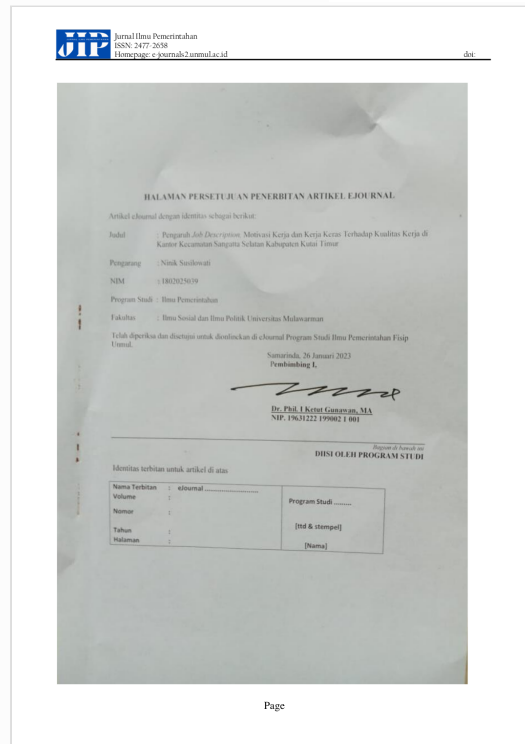 JIP
Jurnal Ilmu Pemerintahan
ISSN: 2477-2658
Homepage: e-journals2.unmul.ac.id doi:
HALAMAN PERSETUJUAN PENERBITAN ARTIKEL EJOURNAL
Artikel eJournal dengan identitas sebagai berikut:
Judul : Pengaruh Job Description, Motivasi Kerja dan Kerja Keras Terhadap Kualitas Kerja di
Kantor Kecamatan Sangatta Selatan Kabupaten Kutai Timur
Pengarang : Ninik Susilowati
NIM : 1802025039
Program Studi : Ilmu Pemerintahan
Fakultas : Ilmu Sosial dan Ilmu Politik Universitas Mulawarman
Telah diperiksa dan disetujui untuk dionlinekan di eJournal Program Studi Ilmu Pemerintahan Fisip
Unmul.
Samarinda, 26 Januari 2023
Pembimbing I,
Dr. Phil. I Ketut Gunawan, MA
NIP. 19631222 199002 1 001
Bagian di bawah ini
DIISI OLEH PROGRAM STUDI
Identitas terbitan untuk artikel di atas
Nama Terbitan : eJournal ....................
Volume :
Program Studi .........
Nomor :
[ttd & stempel]
Tahun :
Halaman :
[Nama]
Page